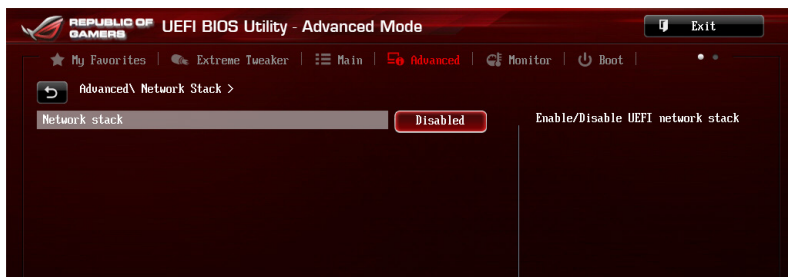 REPUBLIC OF GAMERS UEFI BIOS Utility - Advanced Mode Exit
My Favorites Extreme Tweaker Main Advanced Monitor Boot
Advanced\ Network Stack >
Network stack Disabled Enable/Disable UEFI network stack